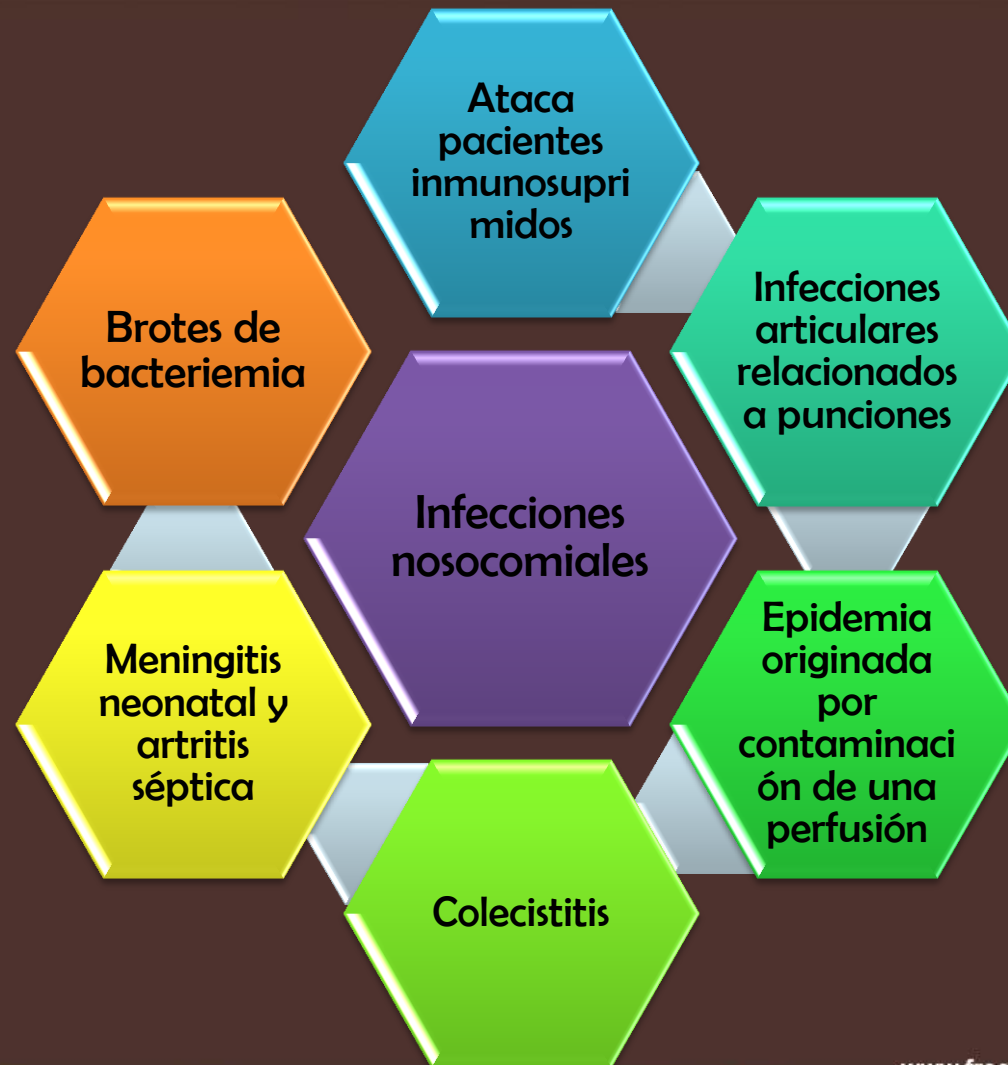 Ataca
pacientes
inmunosupri
midos
Infecciones
articulares
relacionados
a punciones
Epidemia
originada
por
contaminaci
ón de una
perfusión
Colecistitis
Meningitis
neonatal y
artritis
séptica
Brotes de
bacteriemia
Infecciones
nosocomiales